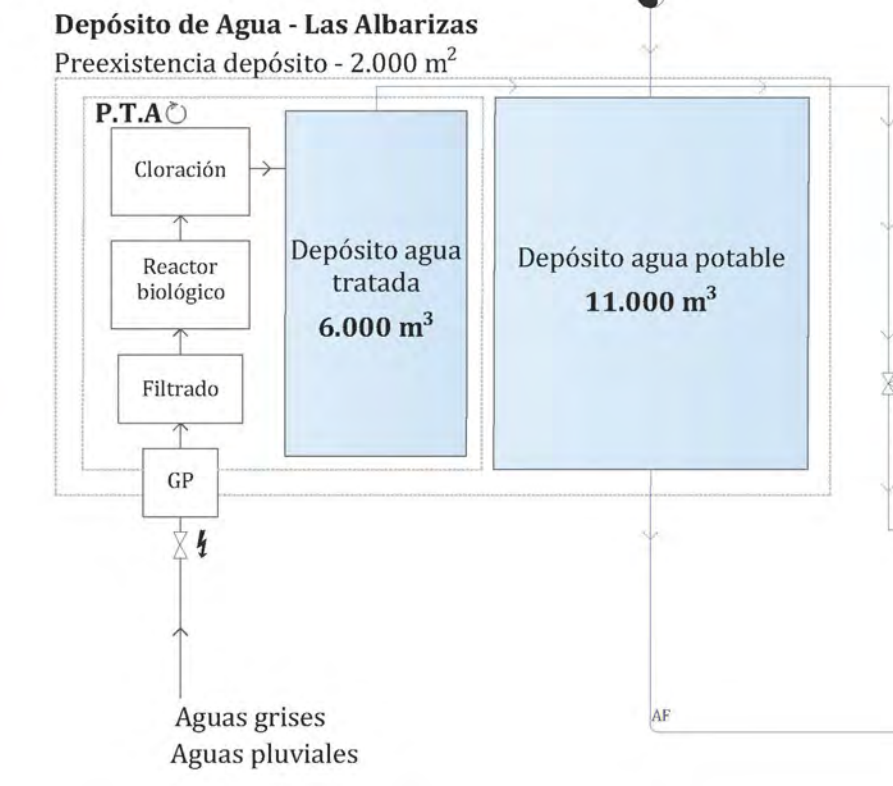 Depósito de Agua - Las Albarizas
Preexistencia depósito - 2.000 m²
P.T.A
Cloración
Reactor
biológico
Filtrado
GP
Depósito agua
tratada
6.000 m³
Depósito agua potable
11.000 m³
Aguas grises
Aguas pluviales
AF